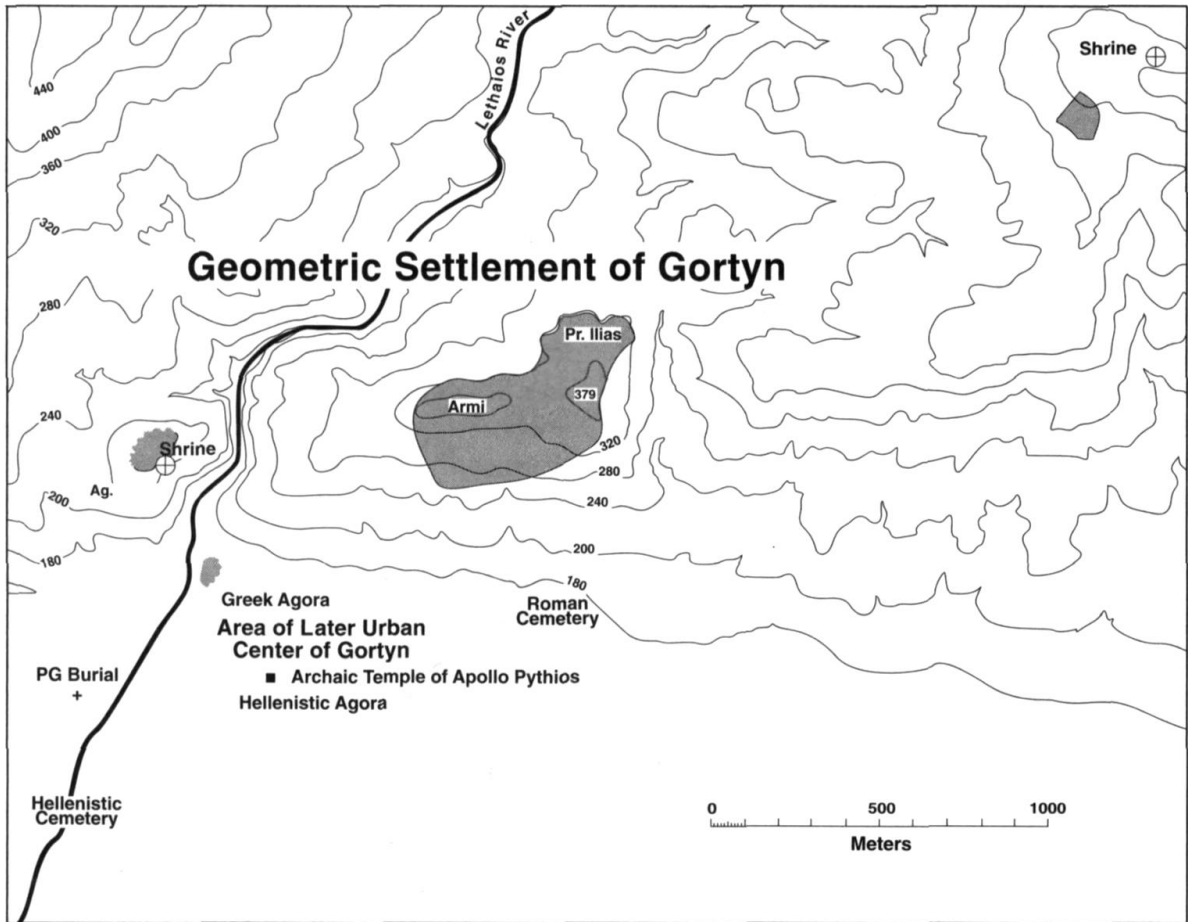 Lethaios River
Shrine
440
400
360
320
Geometric Settlement of Gortyn
280
Pr. Ilias
379
Armi
240
Shrine
320
280
Ag.
200
240
200
180
180
Greek Agora
Roman
Cemetery
Area of Later Urban
Center of Gortyn
PG Burial
Archaic Temple of Apollo Pythios
Hellenistic Agora
Hellenistic
Cemetery
0 500 1000
Meters